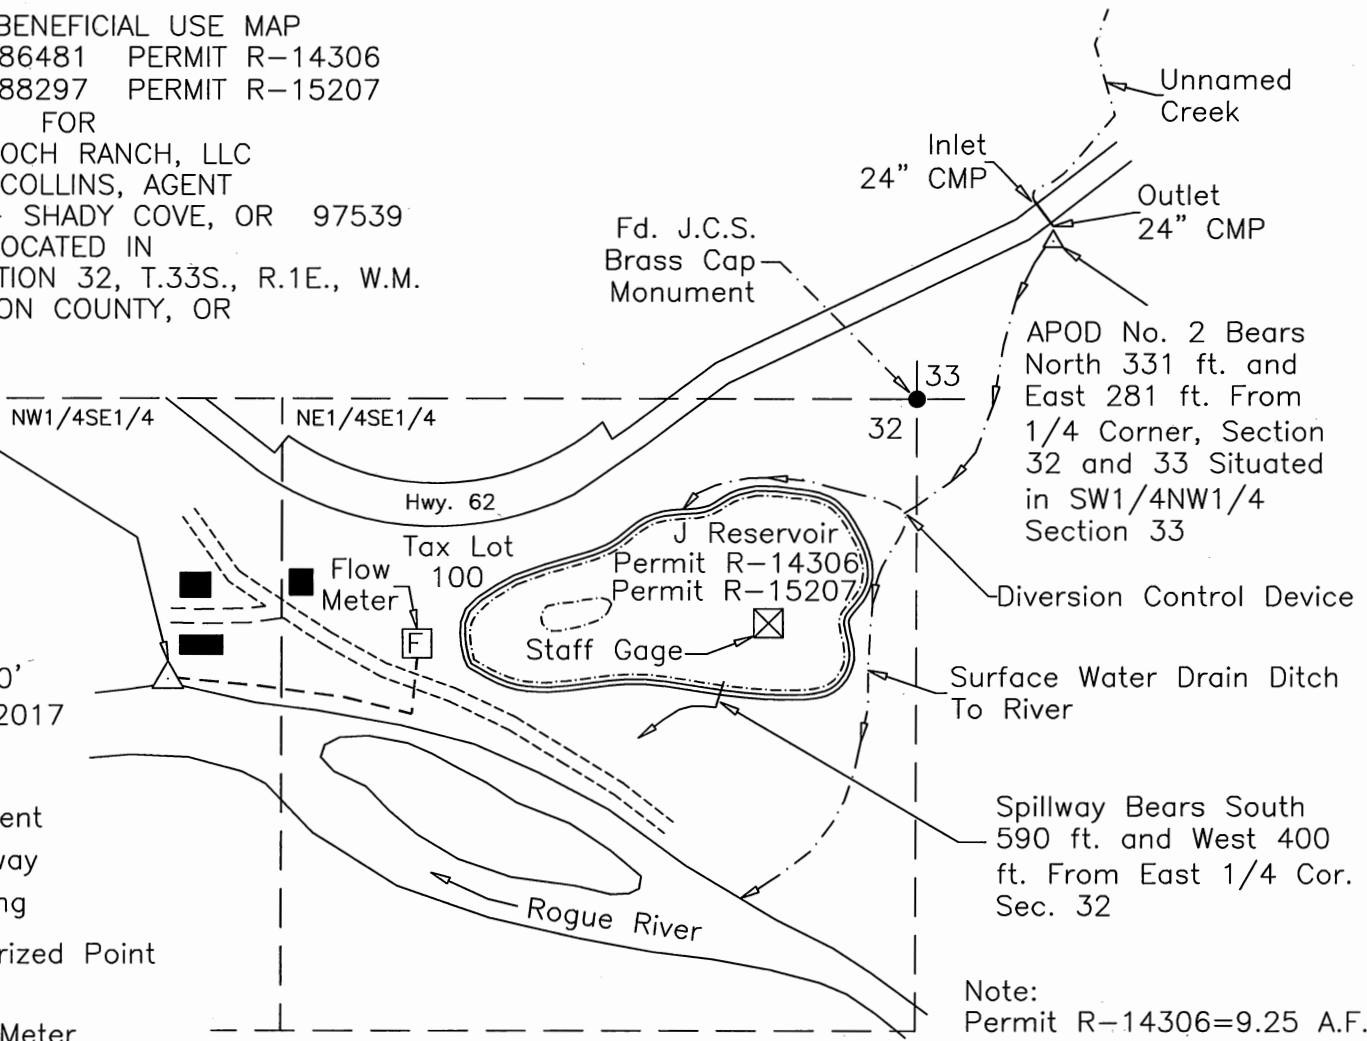 BENEFICIAL USE MAP
86481 PERMIT R-14306
88297 PERMIT R-15207
FOR
OCH RANCH, LLC
COLLINS, AGENT
SHADY COVE, OR 97539
OCATED IN
TION 32, T.33S., R.1E., W.M.
ON COUNTY, OR
Unnamed
Creek
Inlet
24" CMP
Outlet
24" CMP
Fd. J.C.S.
Brass Cap
Monument
APOD No. 2 Bears
North 331 ft. and
East 281 ft. From
1/4 Corner, Section
32 and 33 Situated
in SW1/4NW1/4
Section 33
33
32
NW1/4SE1/4
NE1/4SE1/4
Hwy. 62
Tax Lot
100
J Reservoir
Permit R-14306
Permit R-15207
Flow
Meter
F
Staff Gage
Diversion Control Device
Surface Water Drain Ditch
To River
0'
2017
Spillway Bears South
590 ft. and West 400
ft. From East 1/4 Cor.
Sec. 32
ent
way
ng
rized Point
Meter
Rogue River
Note:
Permit R-14306=9.25 A.F.